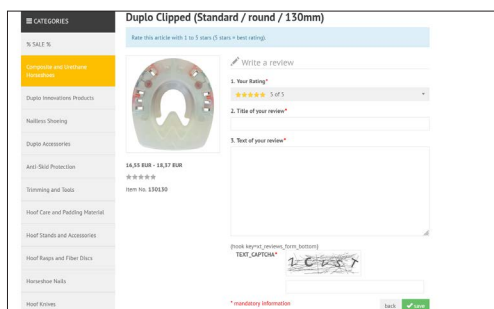 CATEGORIES
% SALE %
Composite and Urethane
Horseshoes
Duplo Innovations Products
Nailless Shoeing
Duplo Accessories
Anti-Skid Protection
Trimming and Tools
Hoof Care and Padding Material
Hoof Stands and Accessories
Hoof Rasps and Fiber Discs
Horseshoe Nails
Hoof Knives
Duplo Clipped (Standard / round / 130mm)
Rate this article with 1 to 5 stars (5 stars = best rating).
16,93 EUR - 18,37 EUR
Item No. 130130
Write a review
1. Your Rating*
5 of 5
2. Title of your review*
3. Text of your review*
{hook key=xt_reviews_form_bottom}
TEXT_CAPTCHA*
* mandatory information
back
save